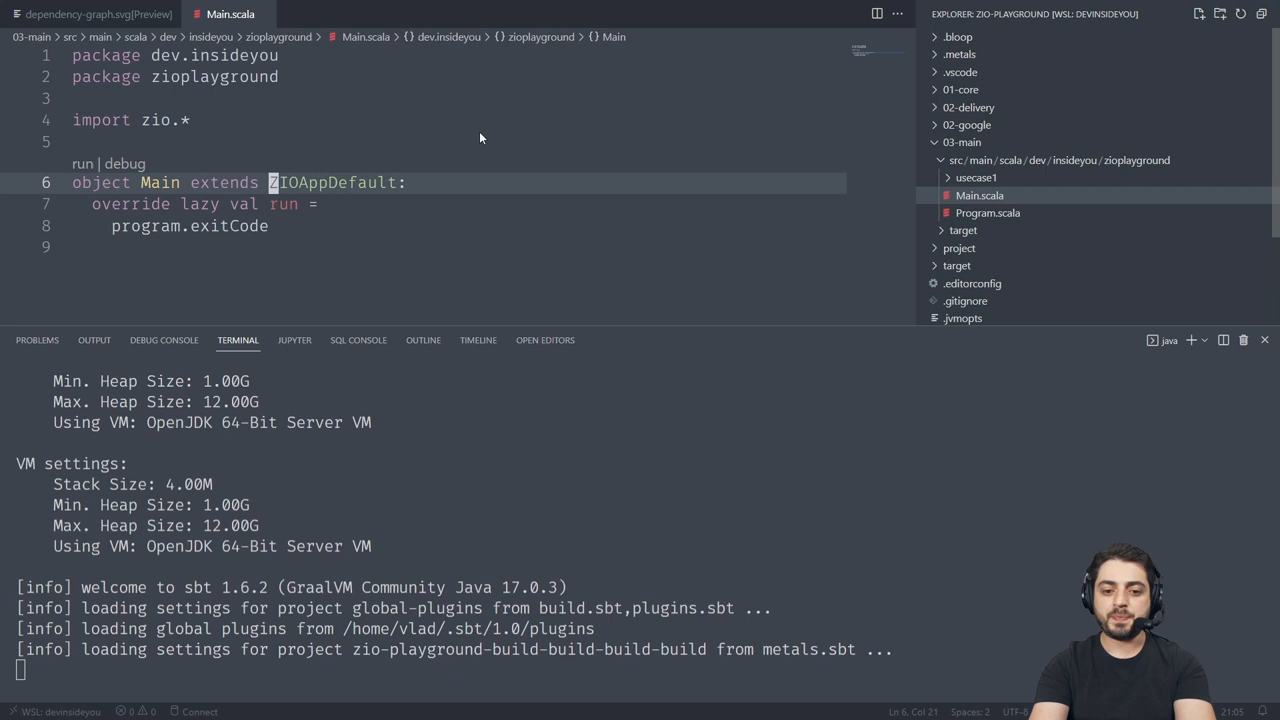 dependency-graph.svg[Preview]
Main.scala
03-main > src > main > scala > dev > insideyou > zioplayground > Main.scala > {} dev.insideyou > {} zioplayground > {} Main
1 package dev.insideyou
2 package zioplayground
3
4 import zio.*
5
run | debug
6 object Main extends ZIOAppDefault:
7 override lazy val run =
8 program.exitCode
9
EXPLORER: ZIO-PLAYGROUND [WSL: DEVINSIDEYOU]
.bloop
.metals
.vscode
01-core
02-delivery
02-google
03-main
src/main/scala/dev/insideyou/zioplayground
usecase1
Main.scala
Program.scala
target
project
target
.editorconfig
.gitignore
.jvmopts
PROBLEMS OUTPUT DEBUG CONSOLE TERMINAL JUPYTER SQL CONSOLE OUTLINE TIMELINE OPEN EDITORS
java
Min. Heap Size: 1.00G
Max. Heap Size: 12.00G
Using VM: OpenJDK 64-Bit Server VM
VM settings:
Stack Size: 4.00M
Min. Heap Size: 1.00G
Max. Heap Size: 12.00G
Using VM: OpenJDK 64-Bit Server VM
[info] welcome to sbt 1.6.2 (GraalVM Community Java 17.0.3)
[info] loading settings for project global-plugins from build.sbt,plugins.sbt ...
[info] loading global plugins from /home/vlad/.sbt/1.0/plugins
[info] loading settings for project zio-playground-build-build-build-build from metals.sbt ...
WSL: devinsideyou 0 0 Connect Ln 6, Col 21 Spaces: 2 UTF-8 21:05